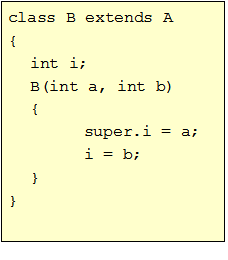 class B extends A
{
int i;
B(int a, int b)
{
super.i = a;
i = b;
}
}